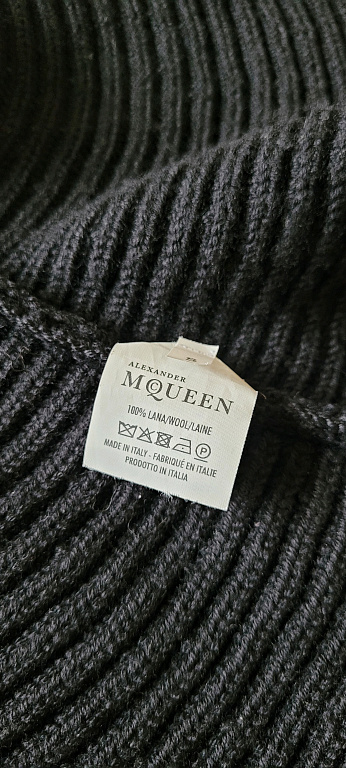 ALEXANDER
McQUEEN
100% LANA/WOOL/LAINE
P
MADE IN ITALY - FABRIQUÉ EN ITALIE
PRODOTTO IN ITALIA